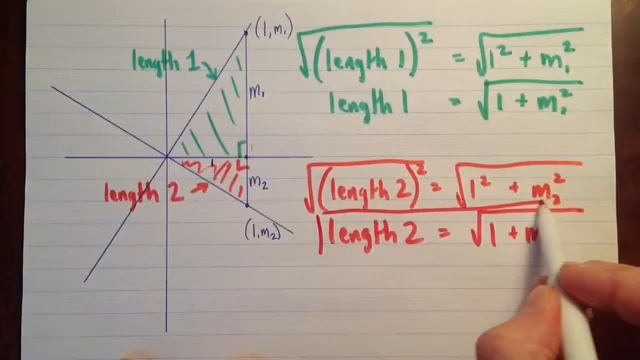 (1, m₁)
length 1
m₁
1
m₂
length 2
(1, m₂)
√(length 1)² = √1² + m₁²
length 1 = √1 + m₁²
√(length 2)² = √1² + m₂²
length 2 = √1 + m